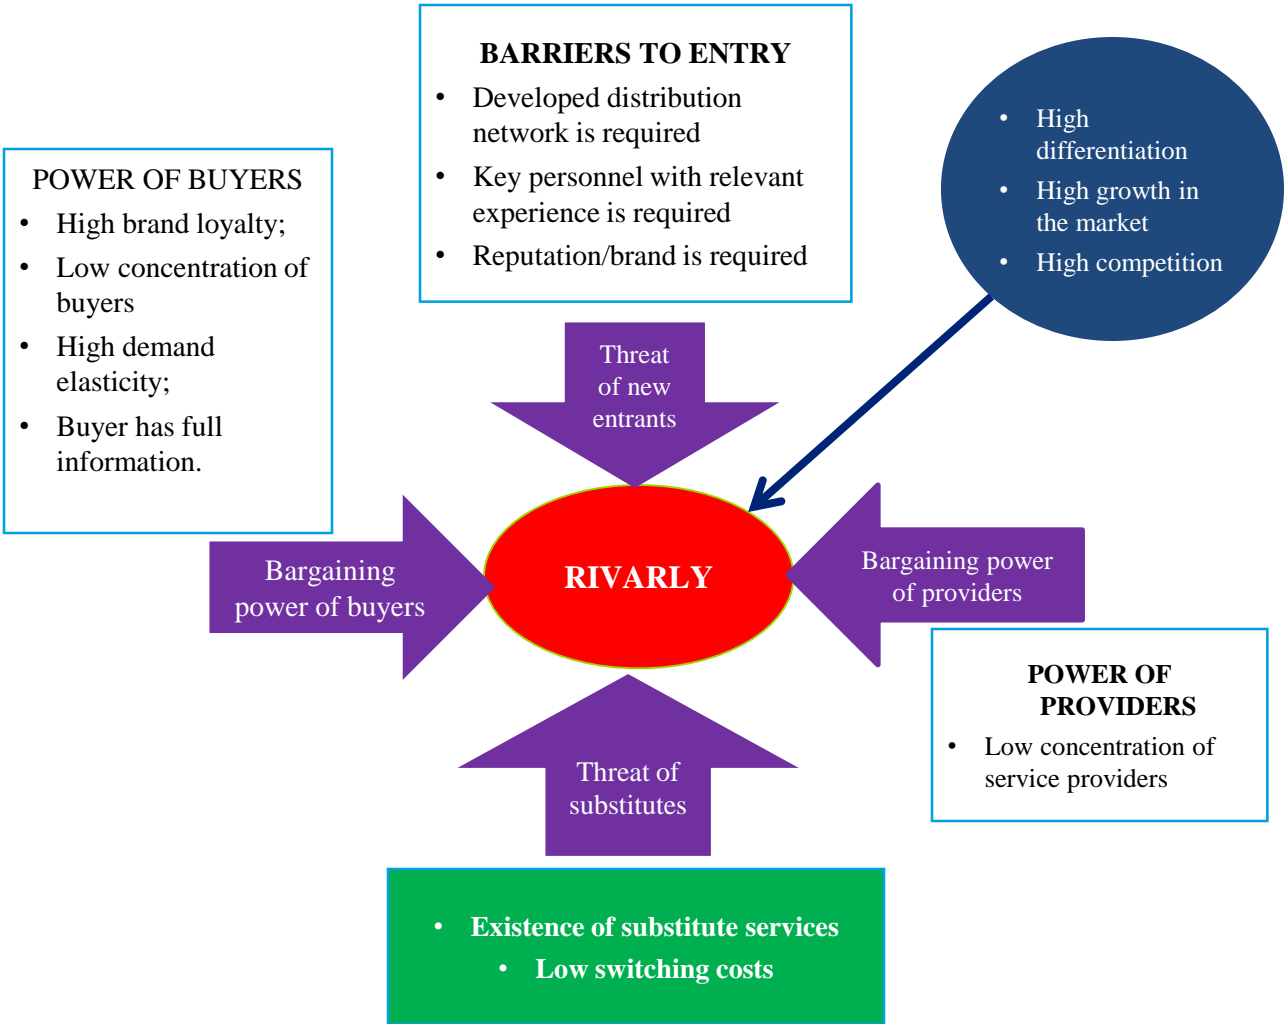 BARRIERS TO ENTRY
• Developed distribution
network is required
• Key personnel with relevant
experience is required
• Reputation/brand is required
• High
differentiation
• High growth in
the market
• High competition
POWER OF BUYERS
• High brand loyalty;
• Low concentration of
buyers
• High demand
elasticity;
• Buyer has full
information.
Threat
of new
entrants
Bargaining
power of buyers
RIVARLY
Bargaining power
of providers
POWER OF
PROVIDERS
• Low concentration of
service providers
Threat of
substitutes
• Existence of substitute services
• Low switching costs